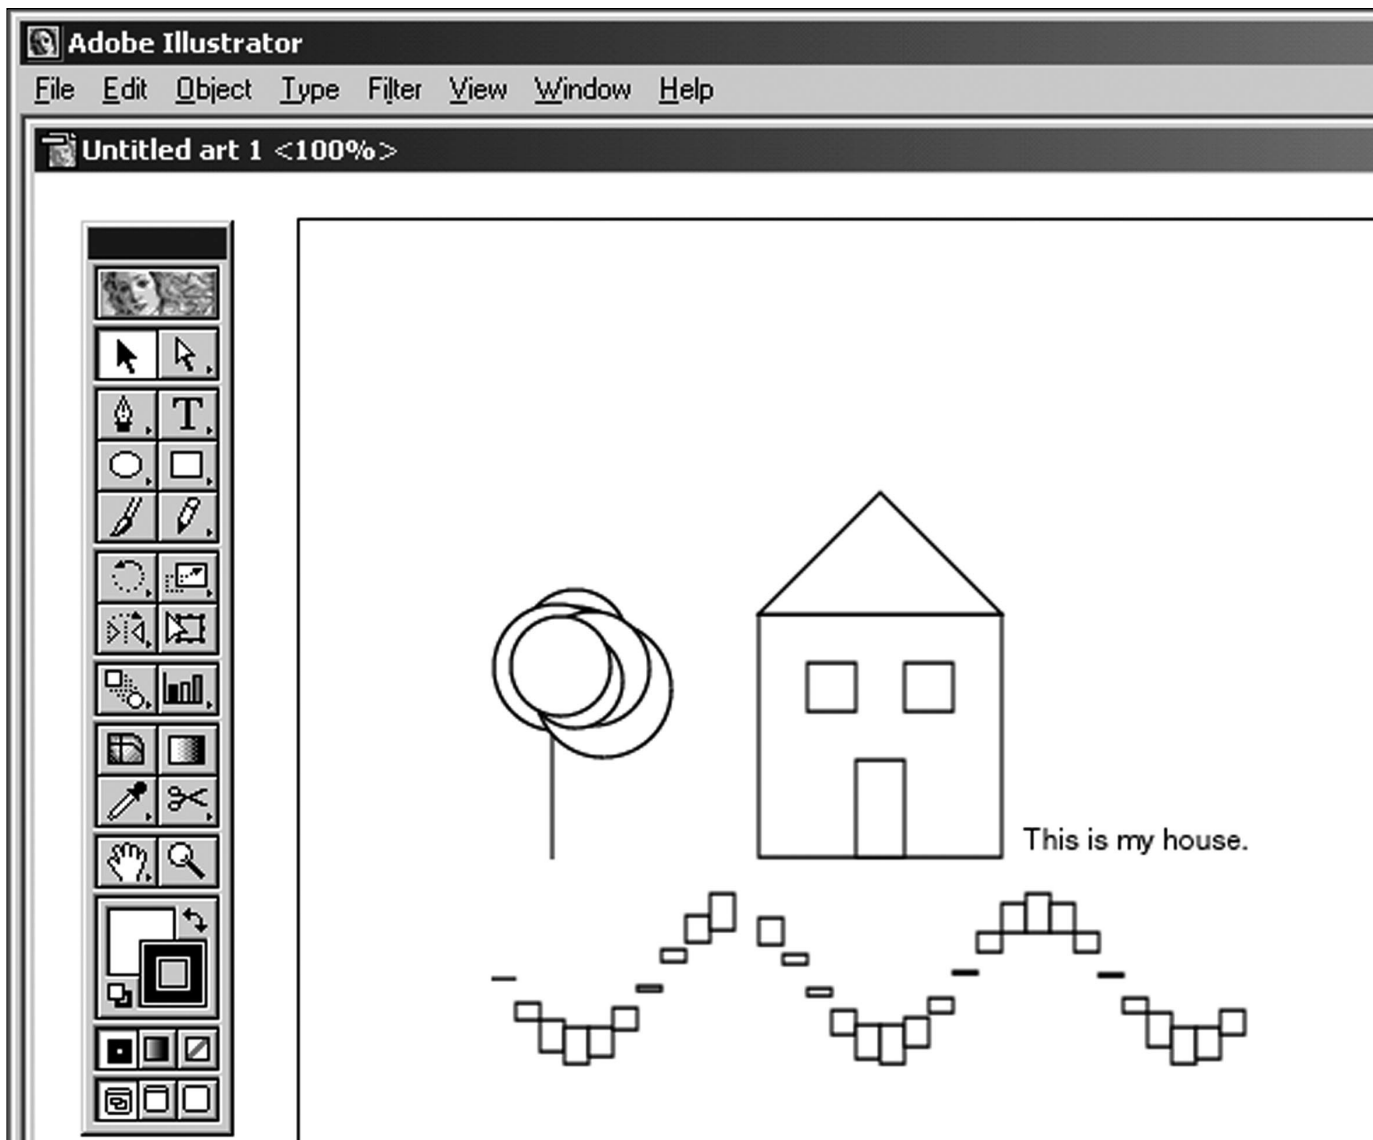 Adobe Illustrator
File Edit Object Type Filter View Window Help
Untitled art 1 <100%>
T
This is my house.